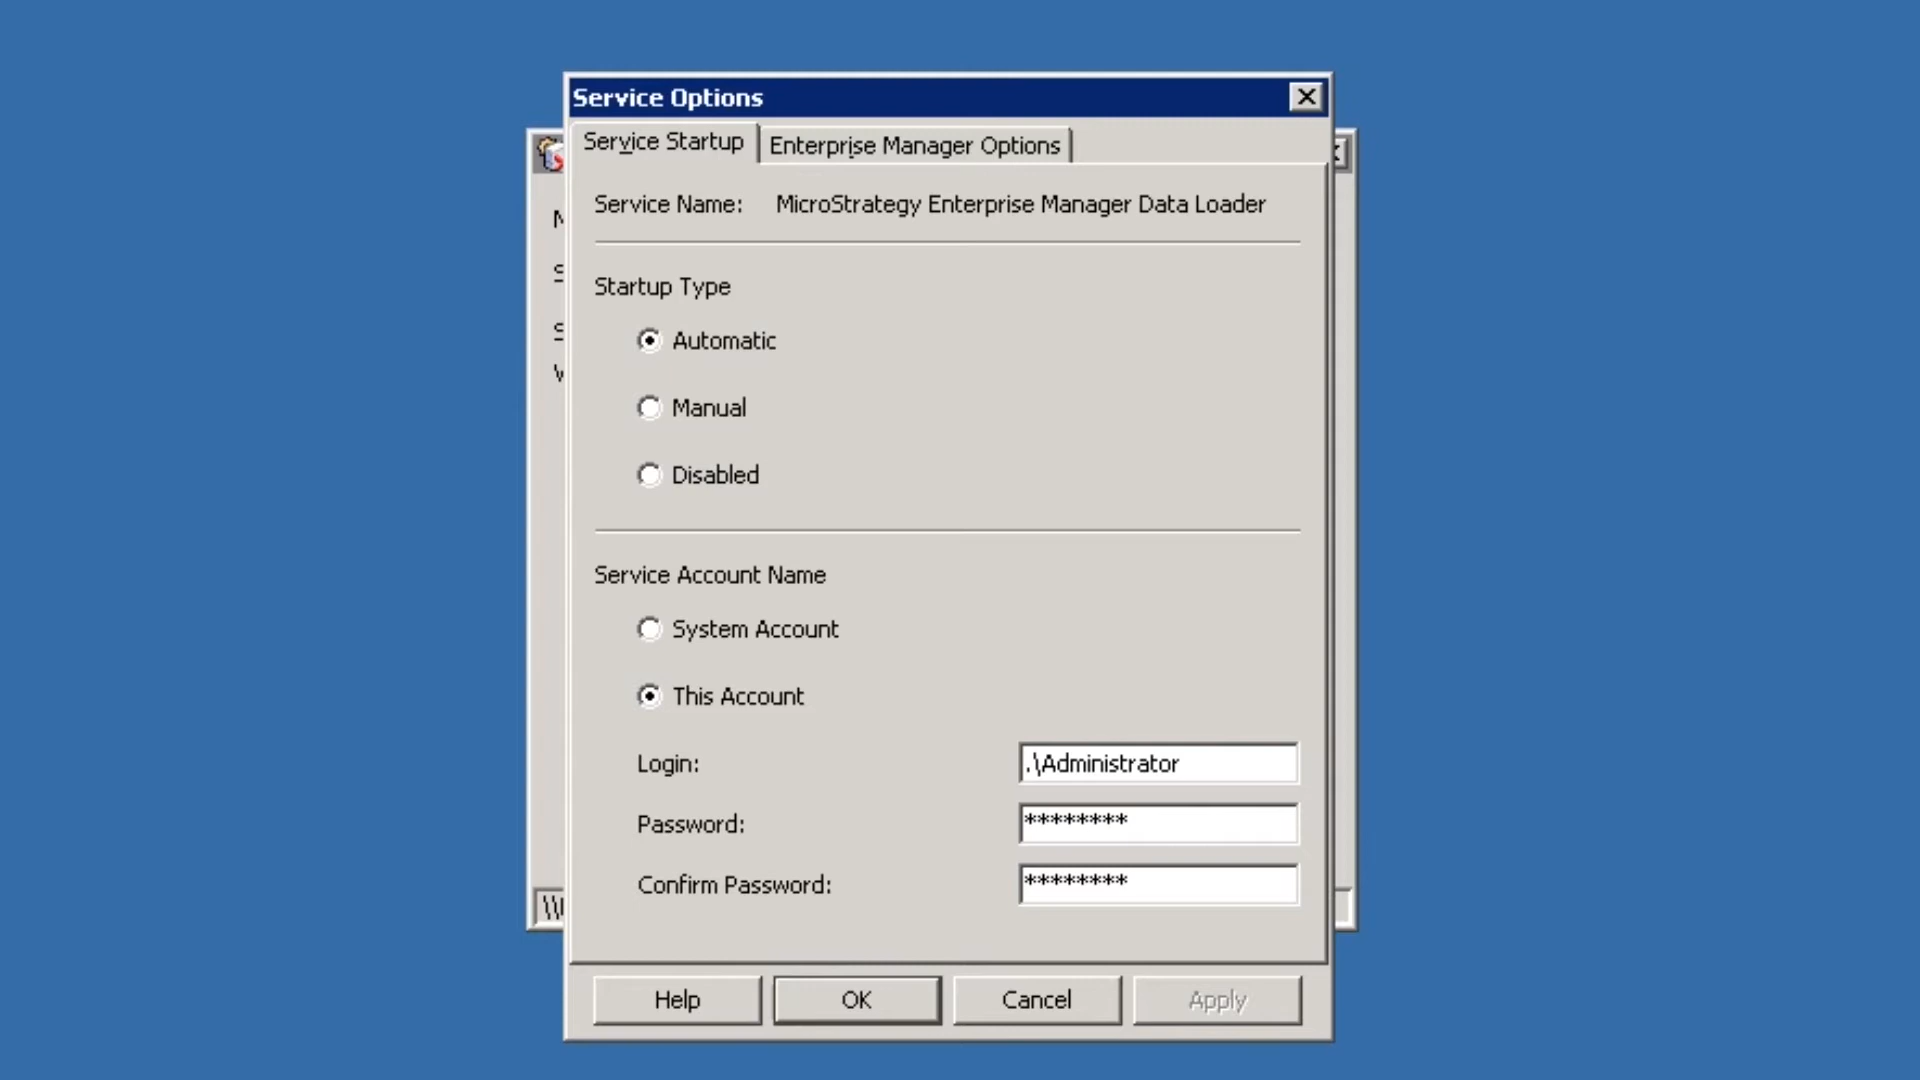 Service Options
Service Startup
Enterprise Manager Options
Service Name: MicroStrategy Enterprise Manager Data Loader
Startup Type
Automatic
Manual
Disabled
Service Account Name
System Account
This Account
Login: .\Administrator
Password: ********
Confirm Password: ********
Help
OK
Cancel
Apply